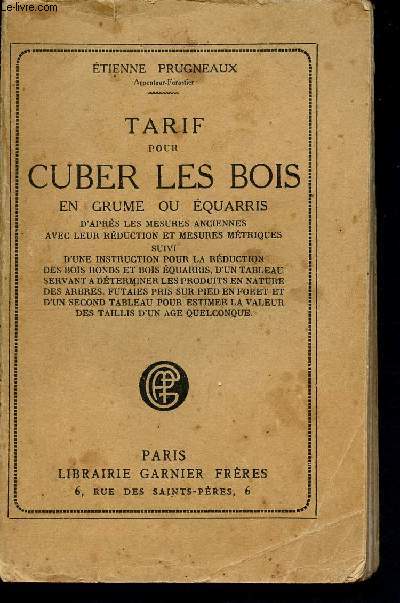 www.le-livre.com
ÉTIENNE PRUGNEAUX
Arpenteur-Forestier
TARIF
POUR
CUBER LES BOIS
EN GRUME OU ÉQUARRIS
D'APRÈS LES MESURES ANCIENNES
AVEC LEUR RÉDUCTION ET MESURES MÉTRIQUES
SUIVI
D'UNE INSTRUCTION POUR LA RÉDUCTION
DES BOIS RONDS ET BOIS ÉQUARRIS, D'UN TABLEAU
SERVANT A DÉTERMINER LES PRODUITS EN NATURE
DES ARBRES, FUTAIES PRIS SUR PIED EN FORÊT ET
D'UN SECOND TABLEAU POUR ESTIMER LA VALEUR
DES TAILLIS D'UN AGE QUELCONQUE.
PARIS
LIBRAIRIE GARNIER FRÈRES
6, RUE DES SAINTS-PÈRES, 6